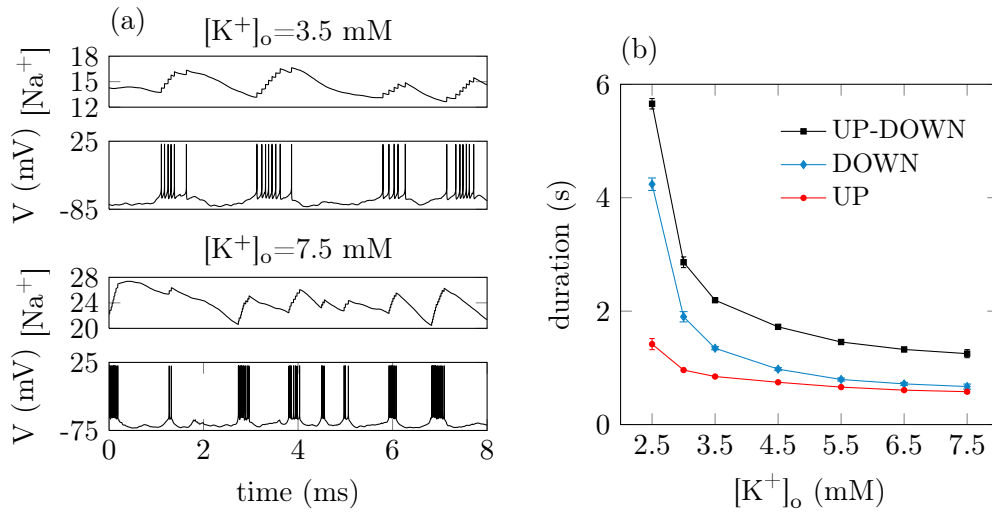 (a)
[K⁺]ₒ=3.5 mM
[Na⁺]
18
15
12
V (mV)
25
-85
[K⁺]ₒ=7.5 mM
[Na⁺]
28
24
20
V (mV)
25
-75
0 2 4 6 8
time (ms)
(b)
duration (s)
6
4
2
0
UP-DOWN
DOWN
UP
2.5 3.5 4.5 5.5 6.5 7.5
[K⁺]ₒ (mM)